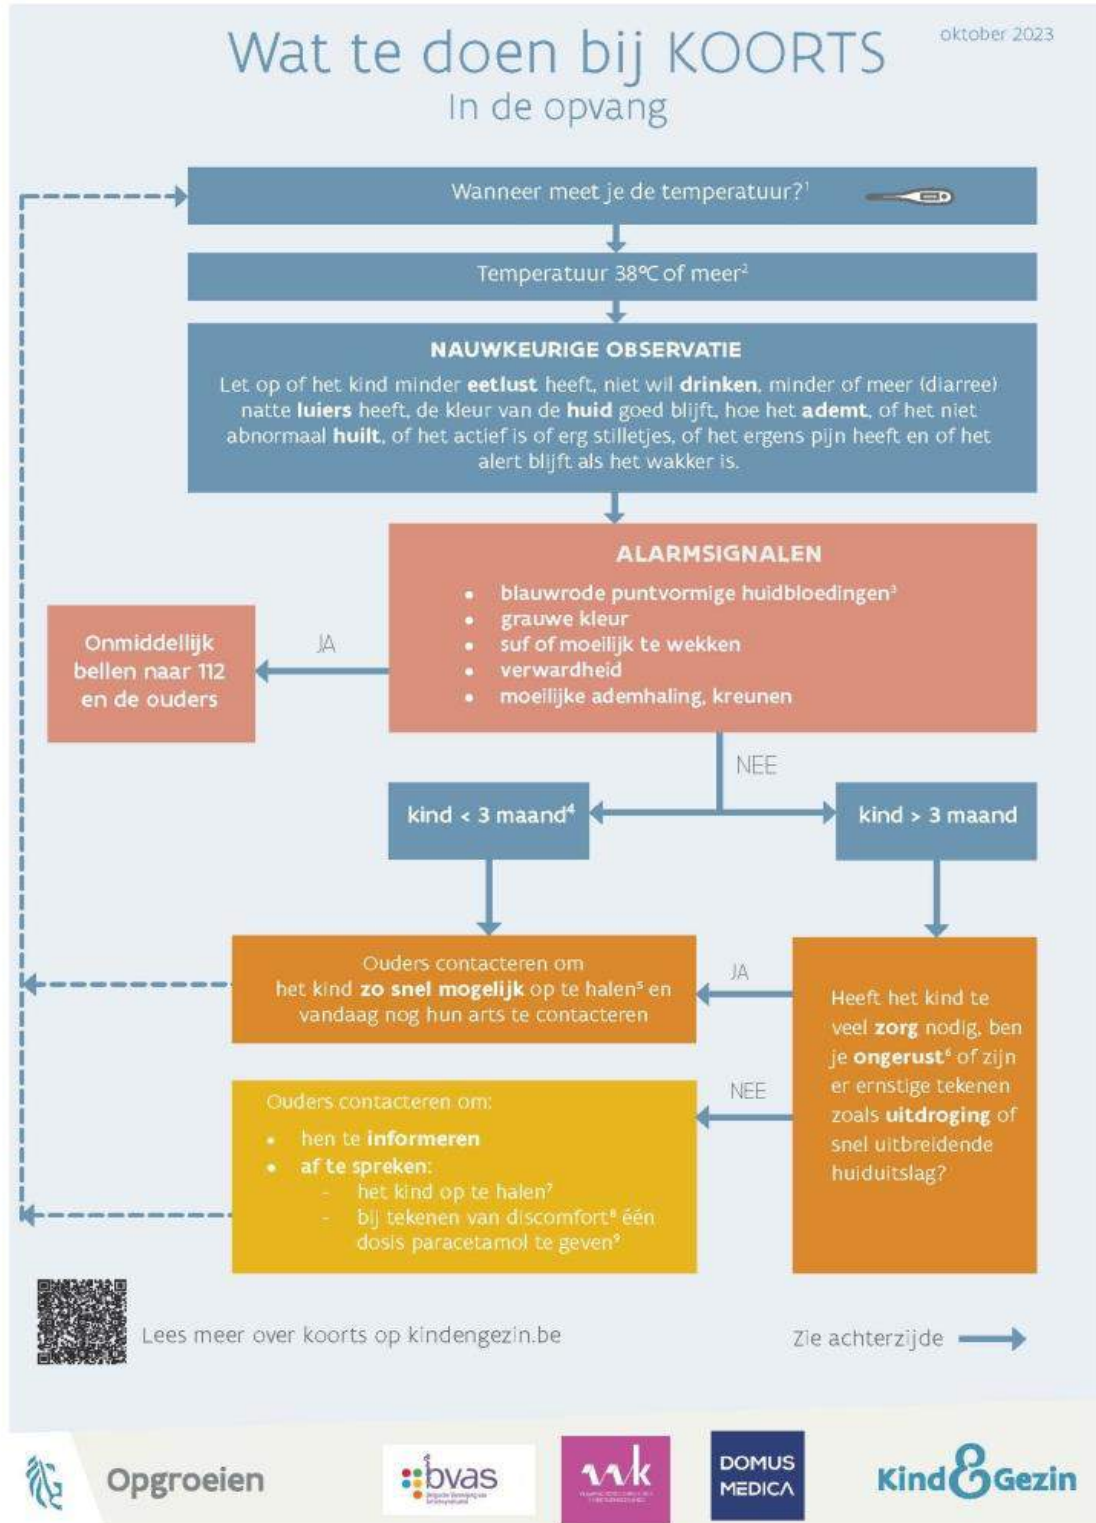 oktober 2023
Wat te doen bij KOORTS
In de opvang
Wanneer meet je de temperatuur?¹
Temperatuur 38°C of meer²
NAUWKEURIGE OBSERVATIE
Let op of het kind minder eetlust heeft, niet wil drinken, minder of meer (diarree)
natte luiers heeft, de kleur van de huid goed blijft, hoe het ademt, of het niet
abnormaal huilt, of het actief is of erg stilletjes, of het ergens pijn heeft en of het
alert blijft als het wakker is.
ALARMSIGNALEN
• blauwrode puntvormige huidbloedingen³
• grauwe kleur
• suf of moeilijk te wekken
• verwardheid
• moeilijke ademhaling, kreunen
JA
Onmiddellijk
bellen naar 112
en de ouders
NEE
kind < 3 maand⁴
kind > 3 maand
Ouders contacteren om
het kind zo snel mogelijk op te halen⁵ en
vandaag nog hun arts te contacteren
JA
Heeft het kind te
veel zorg nodig, ben
je ongerust⁶ of zijn
er ernstige tekenen
zoals uitdroging of
snel uitbreidende
huiduitslag?
NEE
Ouders contacteren om:
• hen te informeren
• af te spreken:
- het kind op te halen⁷
- bij tekenen van discomfort⁸ één
dosis paracetamol te geven⁹
Lees meer over koorts op kindengezin.be
Zie achterzijde
Opgroeien
bvas
vvk
DOMUS
MEDICA
Kind & Gezin